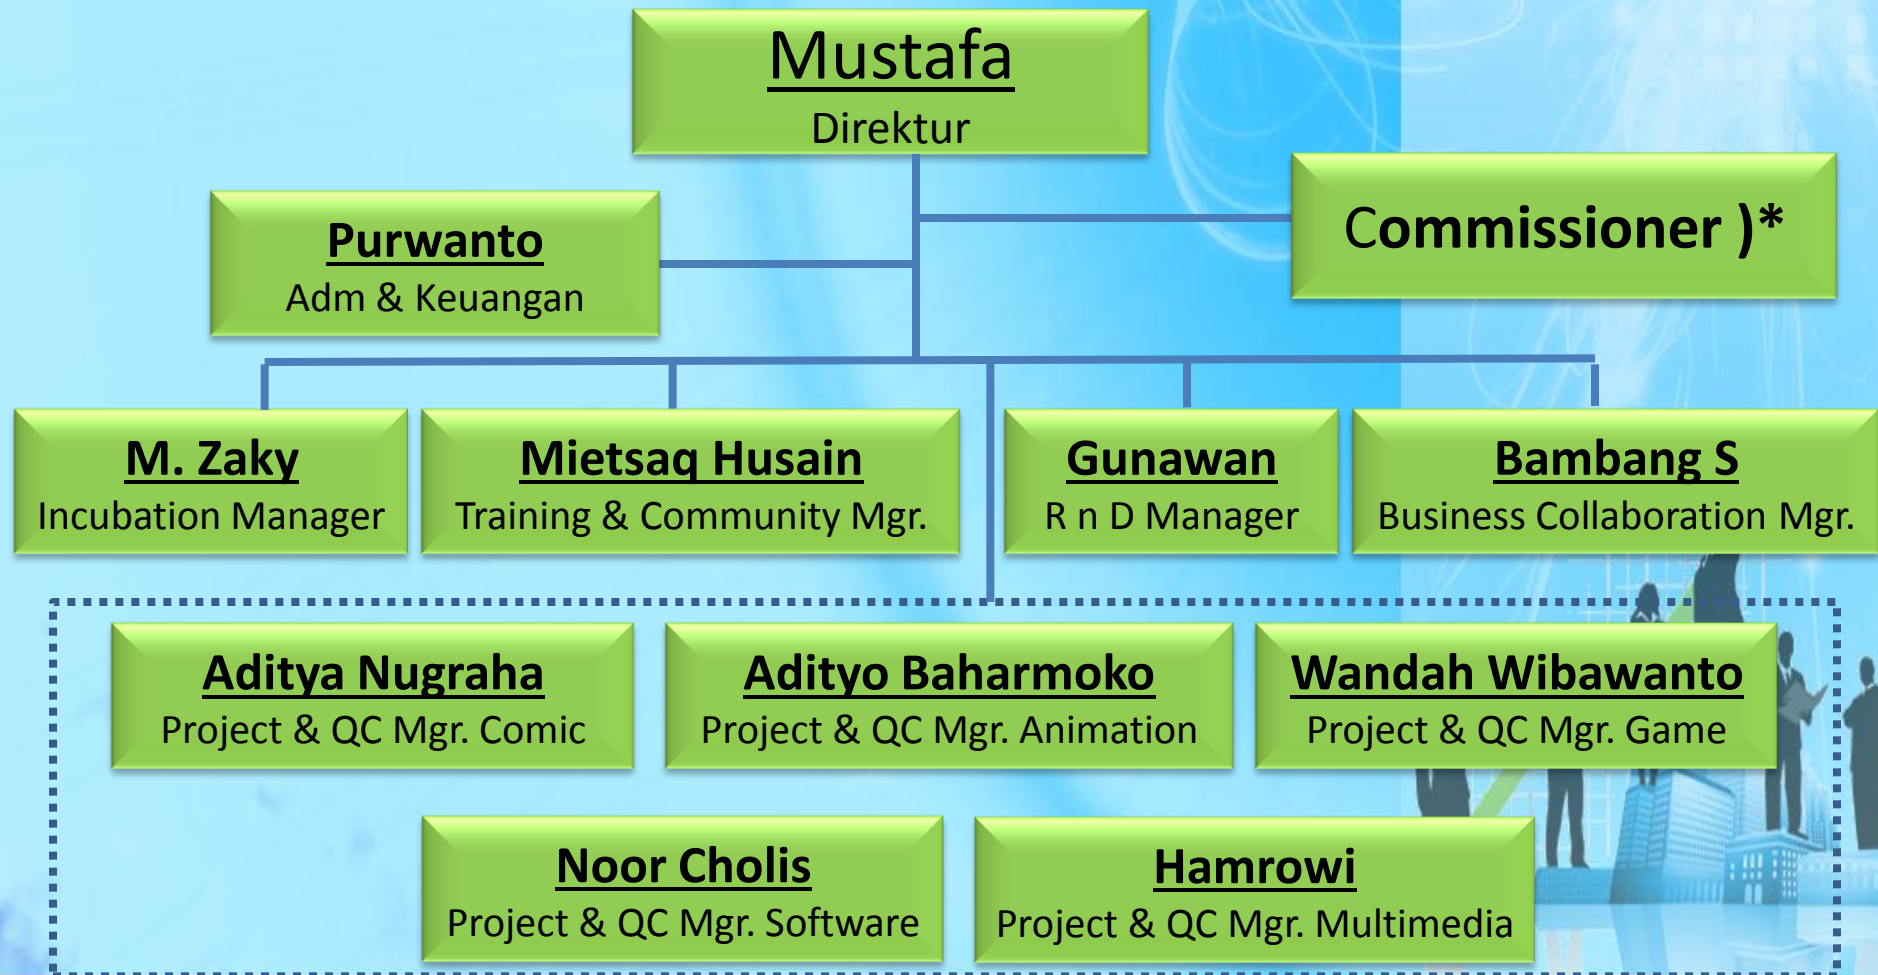 Mustafa
Direktur
Purwanto
Adm & Keuangan
Commissioner )*
M. Zaky
Incubation Manager
Mietsaq Husain
Training & Community Mgr.
Gunawan
R n D Manager
Bambang S
Business Collaboration Mgr.
Aditya Nugraha
Project & QC Mgr. Comic
Adityo Baharmoko
Project & QC Mgr. Animation
Wandah Wibawanto
Project & QC Mgr. Game
Noor Cholis
Project & QC Mgr. Software
Hamrowi
Project & QC Mgr. Multimedia